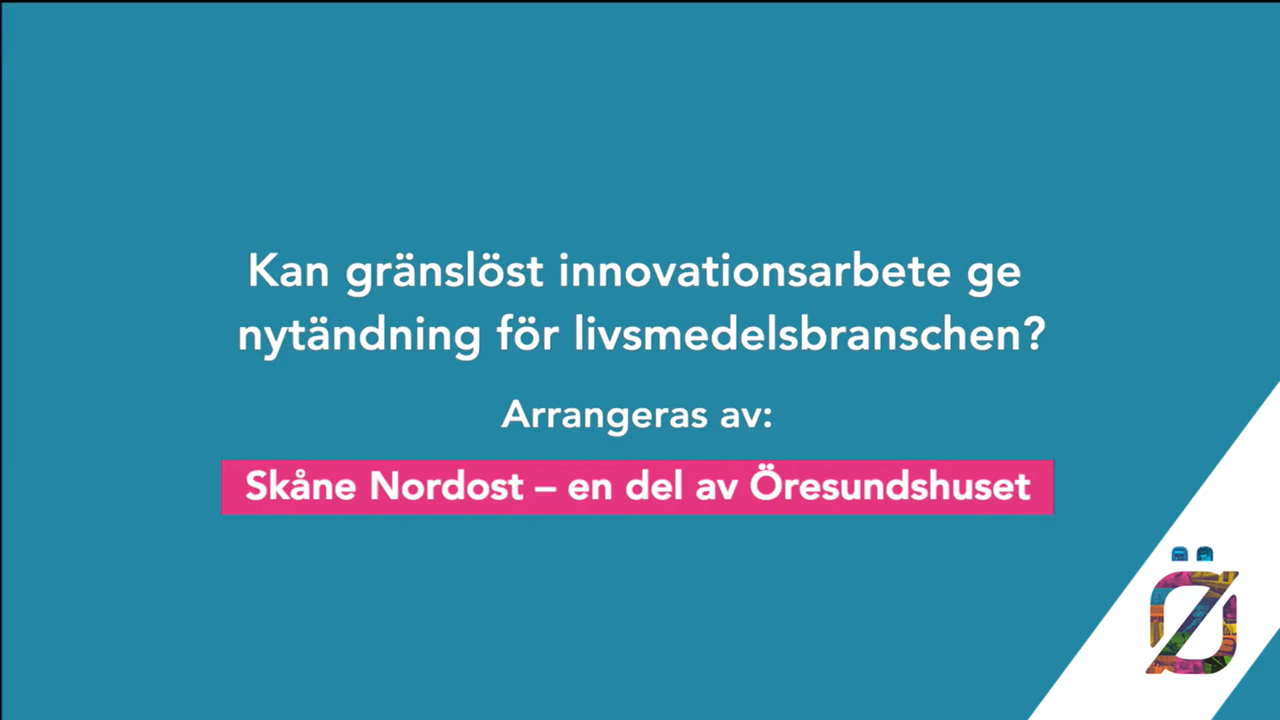 Kan gränslöst innovationsarbete ge
nytändning för livsmedelsbranschen?
Arrangeras av:
Skåne Nordost – en del av Öresundshuset